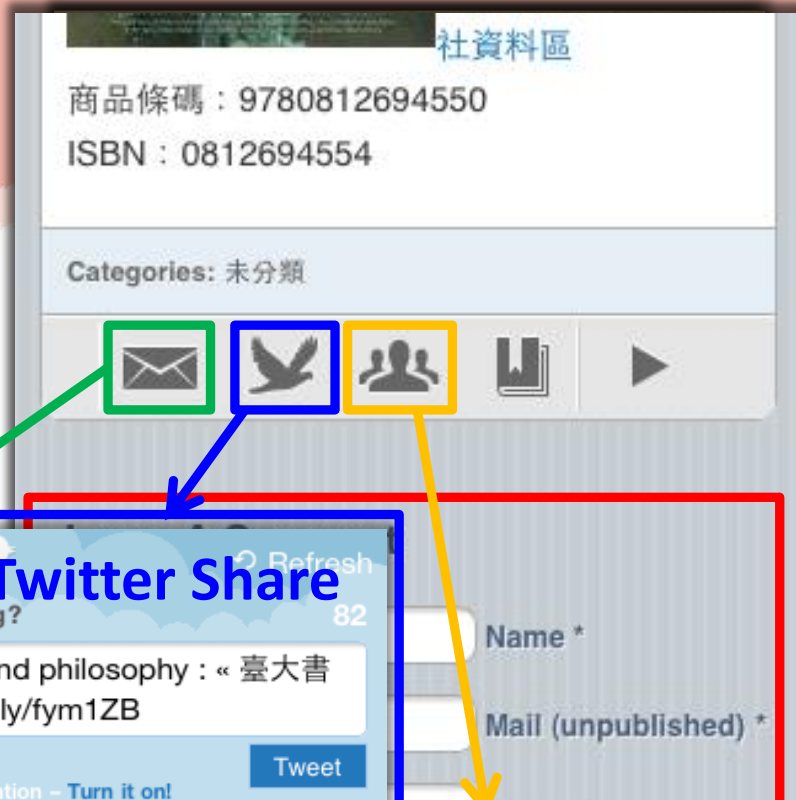 社資料區
商品條碼：9780812694550
ISBN：0812694554
Categories: 未分類
Refresh
Twitter Share
g?
82
nd philosophy : « 臺大書
ly/fym1ZB
Tweet
ation – Turn it on!
Name *
Mail (unpublished) *